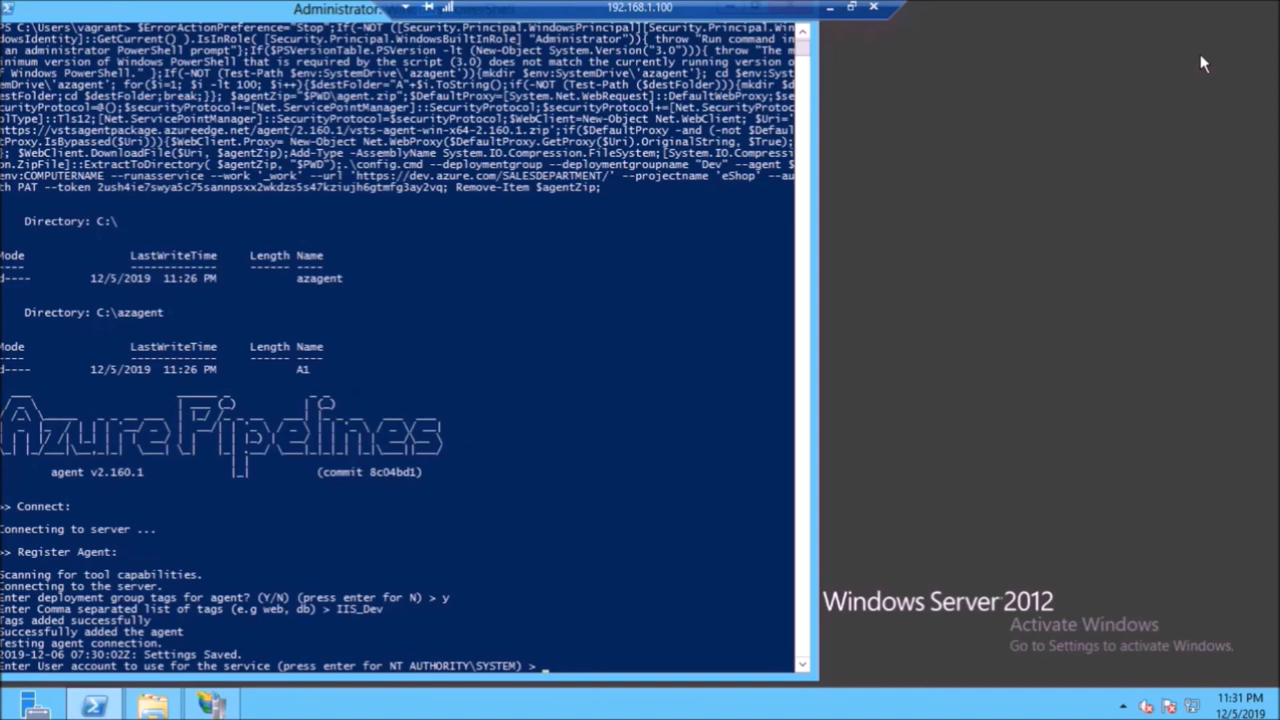 Administrator:
192.168.1.100
PS C:\Users\vagrant> $ErrorActionPreference="Stop";If(-NOT ([Security.Principal.WindowsPrincipal][Security.Principal.Windo
wsIdentity]::GetCurrent() ).IsInRole( [Security.Principal.WindowsBuiltInRole] "Administrator")){ throw "Run command in
an administrator PowerShell prompt"};If($PSVersionTable.PSVersion -lt (New-Object System.Version("3.0"))){ throw "The m
inimum version of Windows PowerShell that is required by the script (3.0) does not match the currently running version o
f Windows PowerShell." };If(-NOT (Test-Path $env:SystemDrive\'azagent')){mkdir $env:SystemDrive\'azagent'}; cd $env:Syst
emDrive\'azagent'; for($i=1; $i -lt 100; $i++){$destFolder="A"+$i.ToString();if(-NOT (Test-Path ($destFolder))){mkdir $d
estFolder;cd $destFolder;break;}}; $agentZip="$PWD\agent.zip";$DefaultProxy=[System.Net.WebRequest]::DefaultWebProxy;$se
curityProtocol=@();$securityProtocol+=[Net.ServicePointManager]::SecurityProtocol;$securityProtocol+=[Net.SecurityProtoc
olType]::Tls12;[Net.ServicePointManager]::SecurityProtocol=$securityProtocol;$WebClient=New-Object Net.WebClient; $Uri='
https://vstsagentpackage.azureedge.net/agent/2.160.1/vsts-agent-win-x64-2.160.1.zip';if($DefaultProxy -and (-not $Defaul
tProxy.IsBypassed($Uri))){$WebClient.Proxy= New-Object Net.WebProxy($DefaultProxy.GetProxy($Uri).OriginalString, $True);
}; $WebClient.DownloadFile($Uri, $agentZip);Add-Type -AssemblyName System.IO.Compression.FileSystem;[System.IO.Compressi
on.ZipFile]::ExtractToDirectory( $agentZip, "$PWD");.\config.cmd --deploymentgroup --deploymentgroupname "Dev" --agent $
env:COMPUTERNAME --runasservice --work '_work' --url 'https://dev.azure.com/SALESDEPARTMENT/' --projectname 'eShop' --au
th PAT --token 2ush4ie7swya5c75sannpsxx2wkdzs5s47kziujh6gtmfg3ay2vq; Remove-Item $agentZip;
Directory: C:\
Mode LastWriteTime Length Name
---- ------------- ------ ----
d---- 12/5/2019 11:26 PM azagent
Directory: C:\azagent
Mode LastWriteTime Length Name
---- ------------- ------ ----
d---- 12/5/2019 11:26 PM A1
AzurePipelines
agent v2.160.1 (commit 8c04bd1)
>> Connect:
Connecting to server ...
>> Register Agent:
Scanning for tool capabilities.
Connecting to the server.
Enter deployment group tags for agent? (Y/N) (press enter for N) > y
Enter Comma separated list of tags (e.g web, db) > IIS_Dev
Tags added successfully
Successfully added the agent
Testing agent connection.
2019-12-06 07:30:02Z: Settings Saved.
Enter User account to use for the service (press enter for NT AUTHORITY\SYSTEM) > _
Windows Server 2012
Activate Windows
Go to Settings to activate Windows.
11:31 PM
12/5/2019